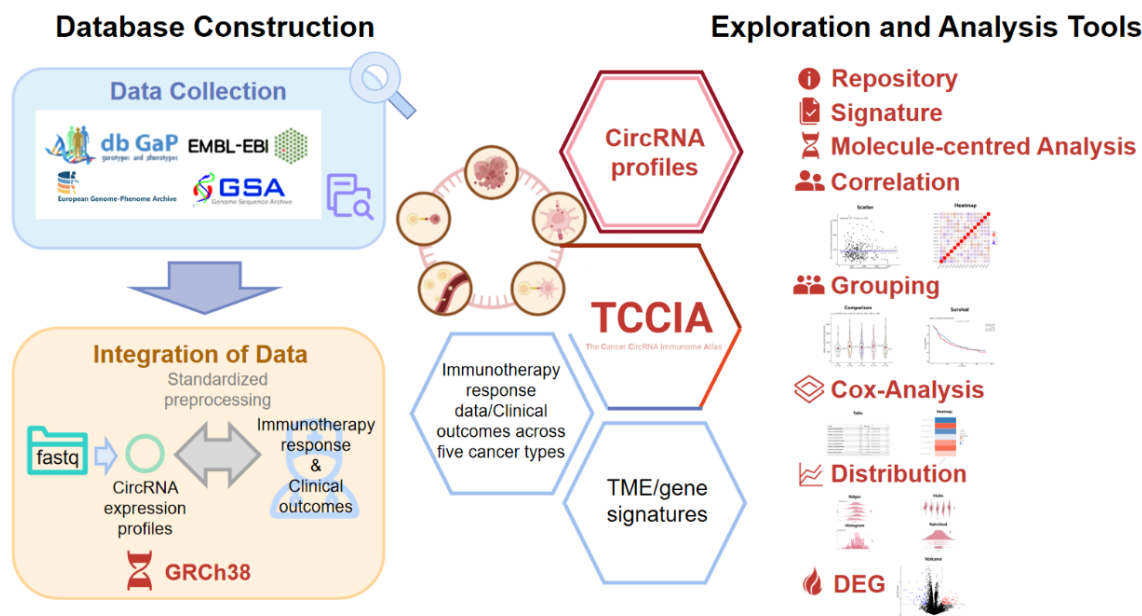 Database Construction
Data Collection
db GaP
genotypes and phenotypes
EMBL-EBI
European Genome-Phenome Archive
GSA
Genome Sequence Archive
Integration of Data
Standardized
preprocessing
fastq
CircRNA
expression
profiles
Immunotherapy
response
&
Clinical
outcomes
GRCh38
CircRNA
profiles
TCCIA
The Cancer CircRNA Immunome Atlas
Immunotherapy
response
data/Clinical
outcomes across
five cancer types
TME/gene
signatures
Exploration and Analysis Tools
Repository
Signature
Molecule-centred Analysis
Correlation
Scatter
Heatmap
Grouping
Comparison
Survival
Cox-Analysis
Table
Heatmap
Distribution
Ridges
Violin
Histogram
Raincloud
DEG
Volcano